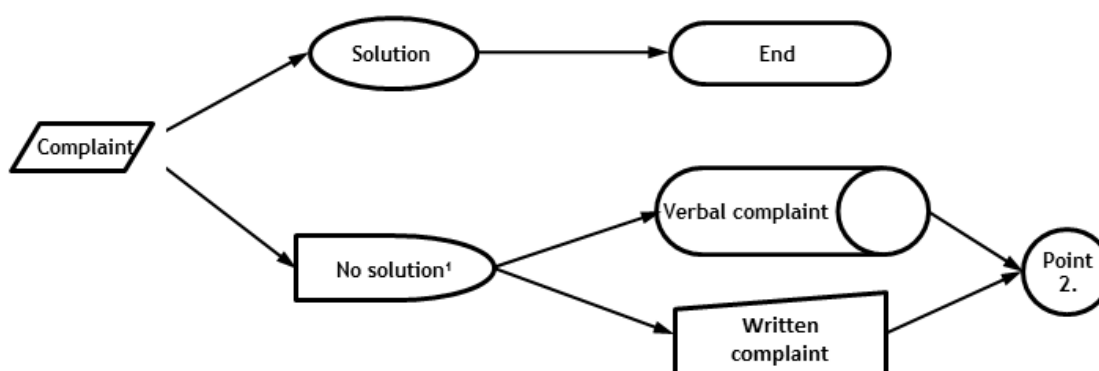 Solution
End
Complaint
Verbal complaint
No solution¹
Point
2.
Written
complaint